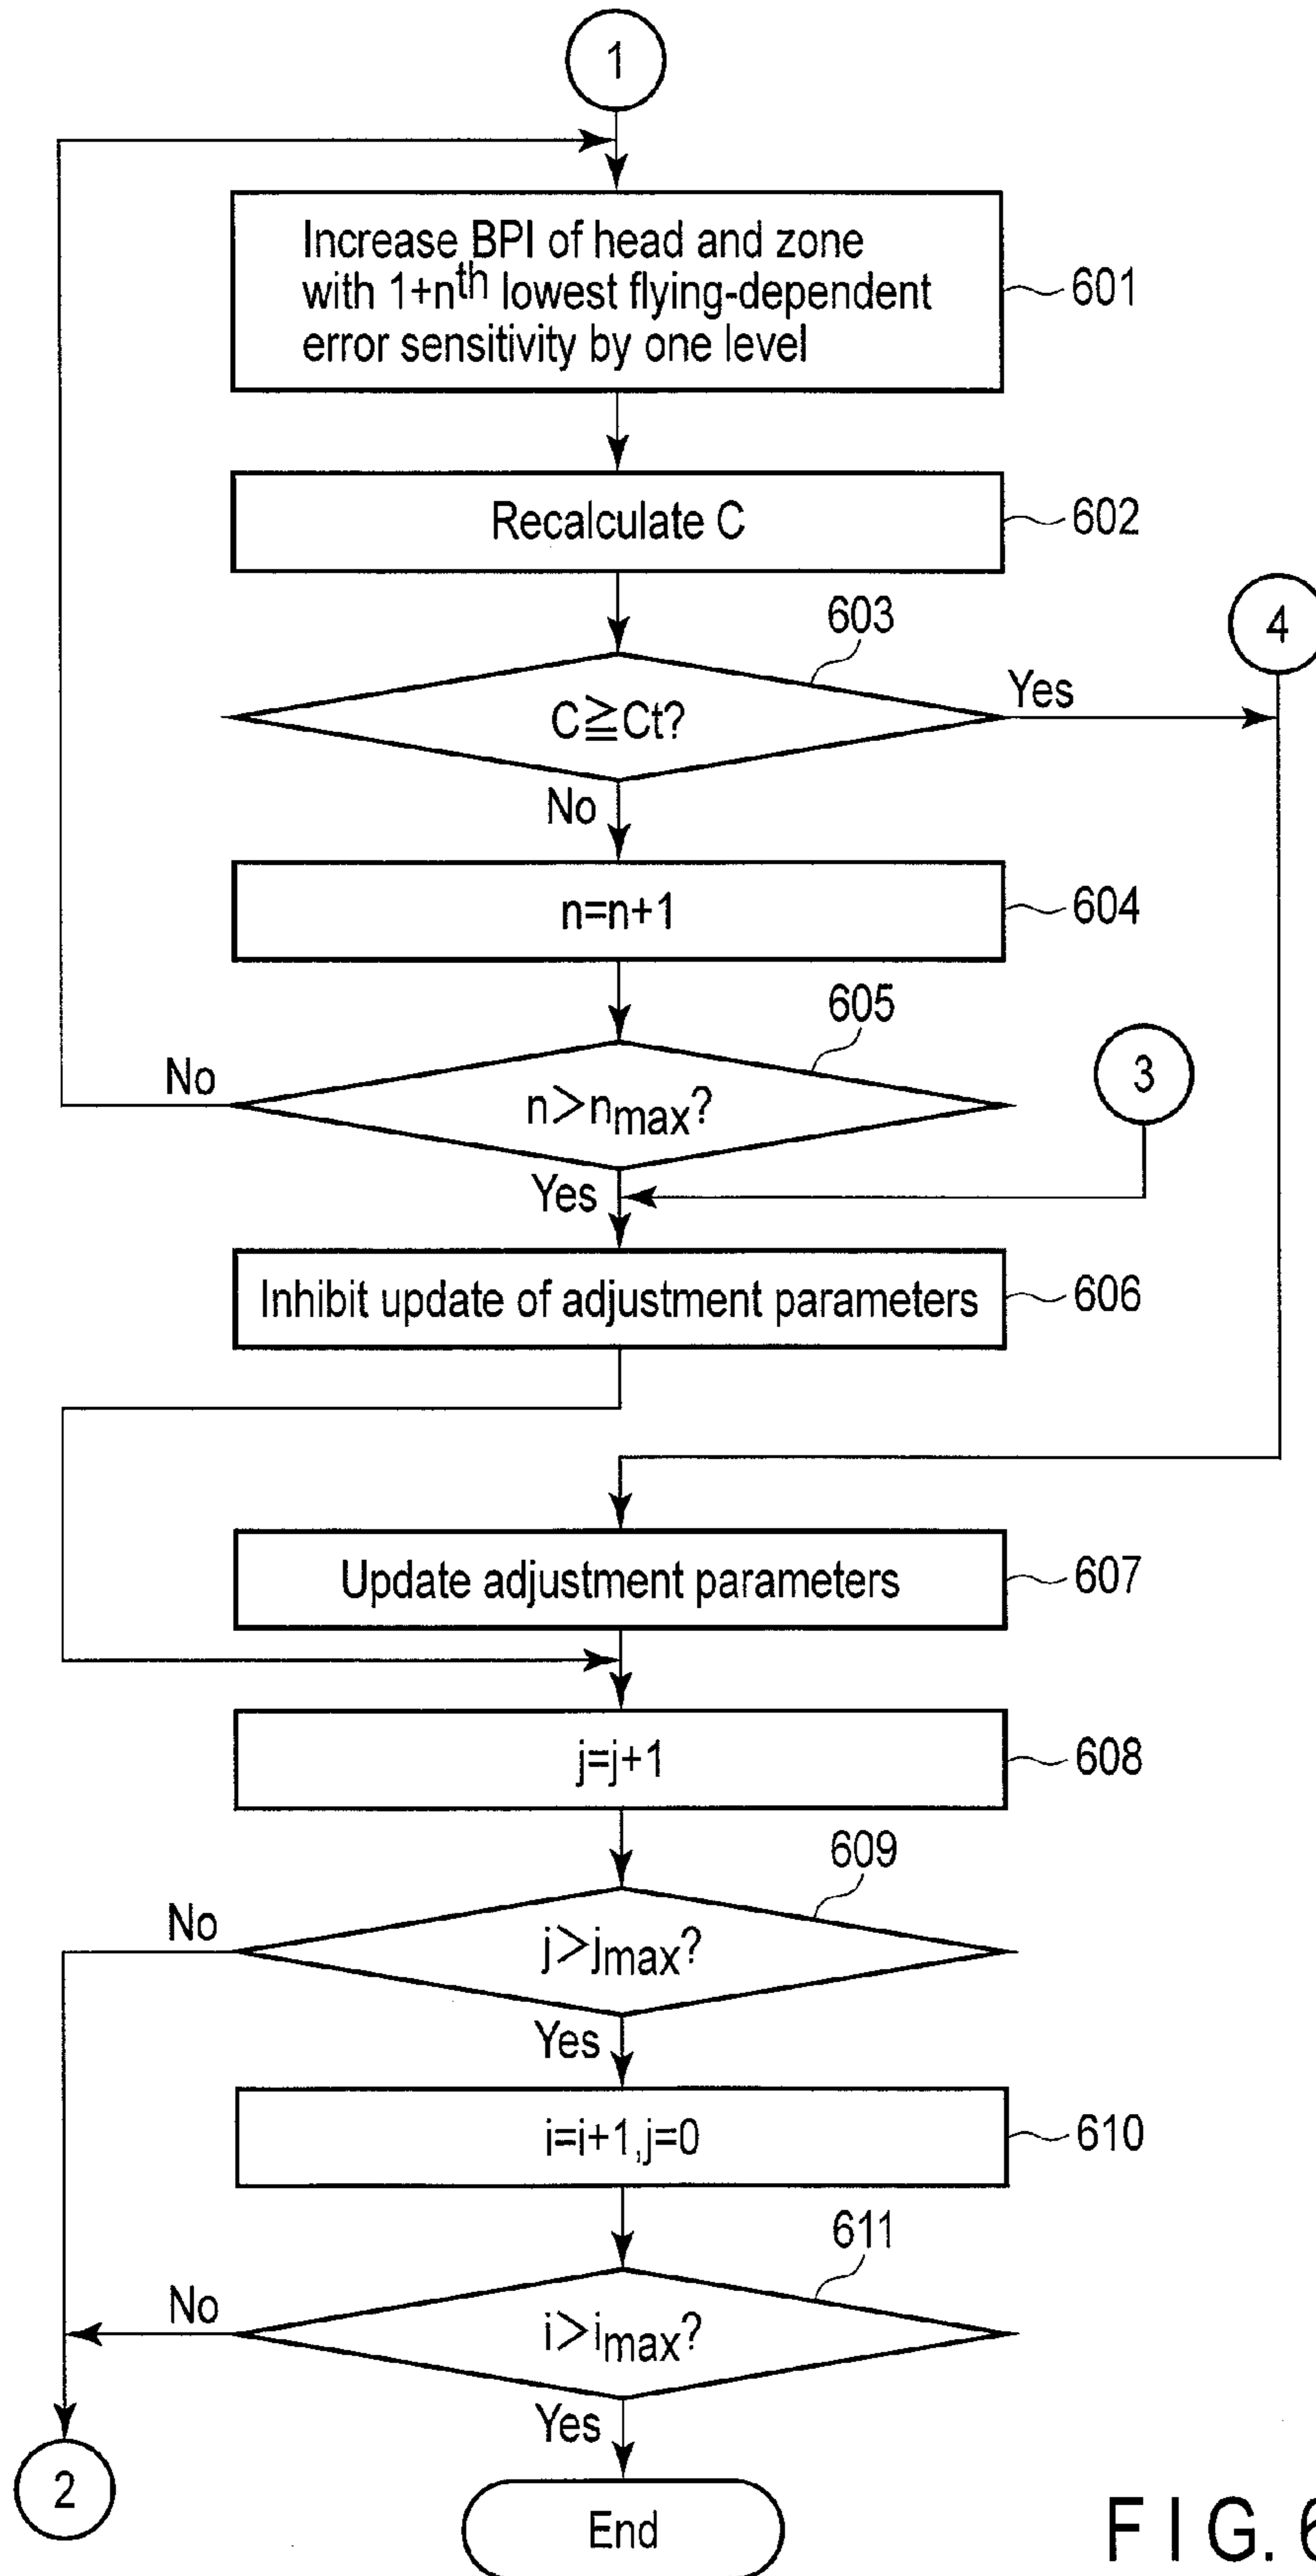 1
Increase BPI of head and zone
with 1+nth lowest flying-dependent
error sensitivity by one level
601
Recalculate C
602
603
4
C≧Ct?
Yes
No
n=n+1
604
605
3
No
n>nmax?
Yes
Inhibit update of adjustment parameters
606
Update adjustment parameters
607
j=j+1
608
609
No
j>jmax?
Yes
i=i+1,j=0
610
611
No
i>imax?
Yes
2
End
FIG. 6